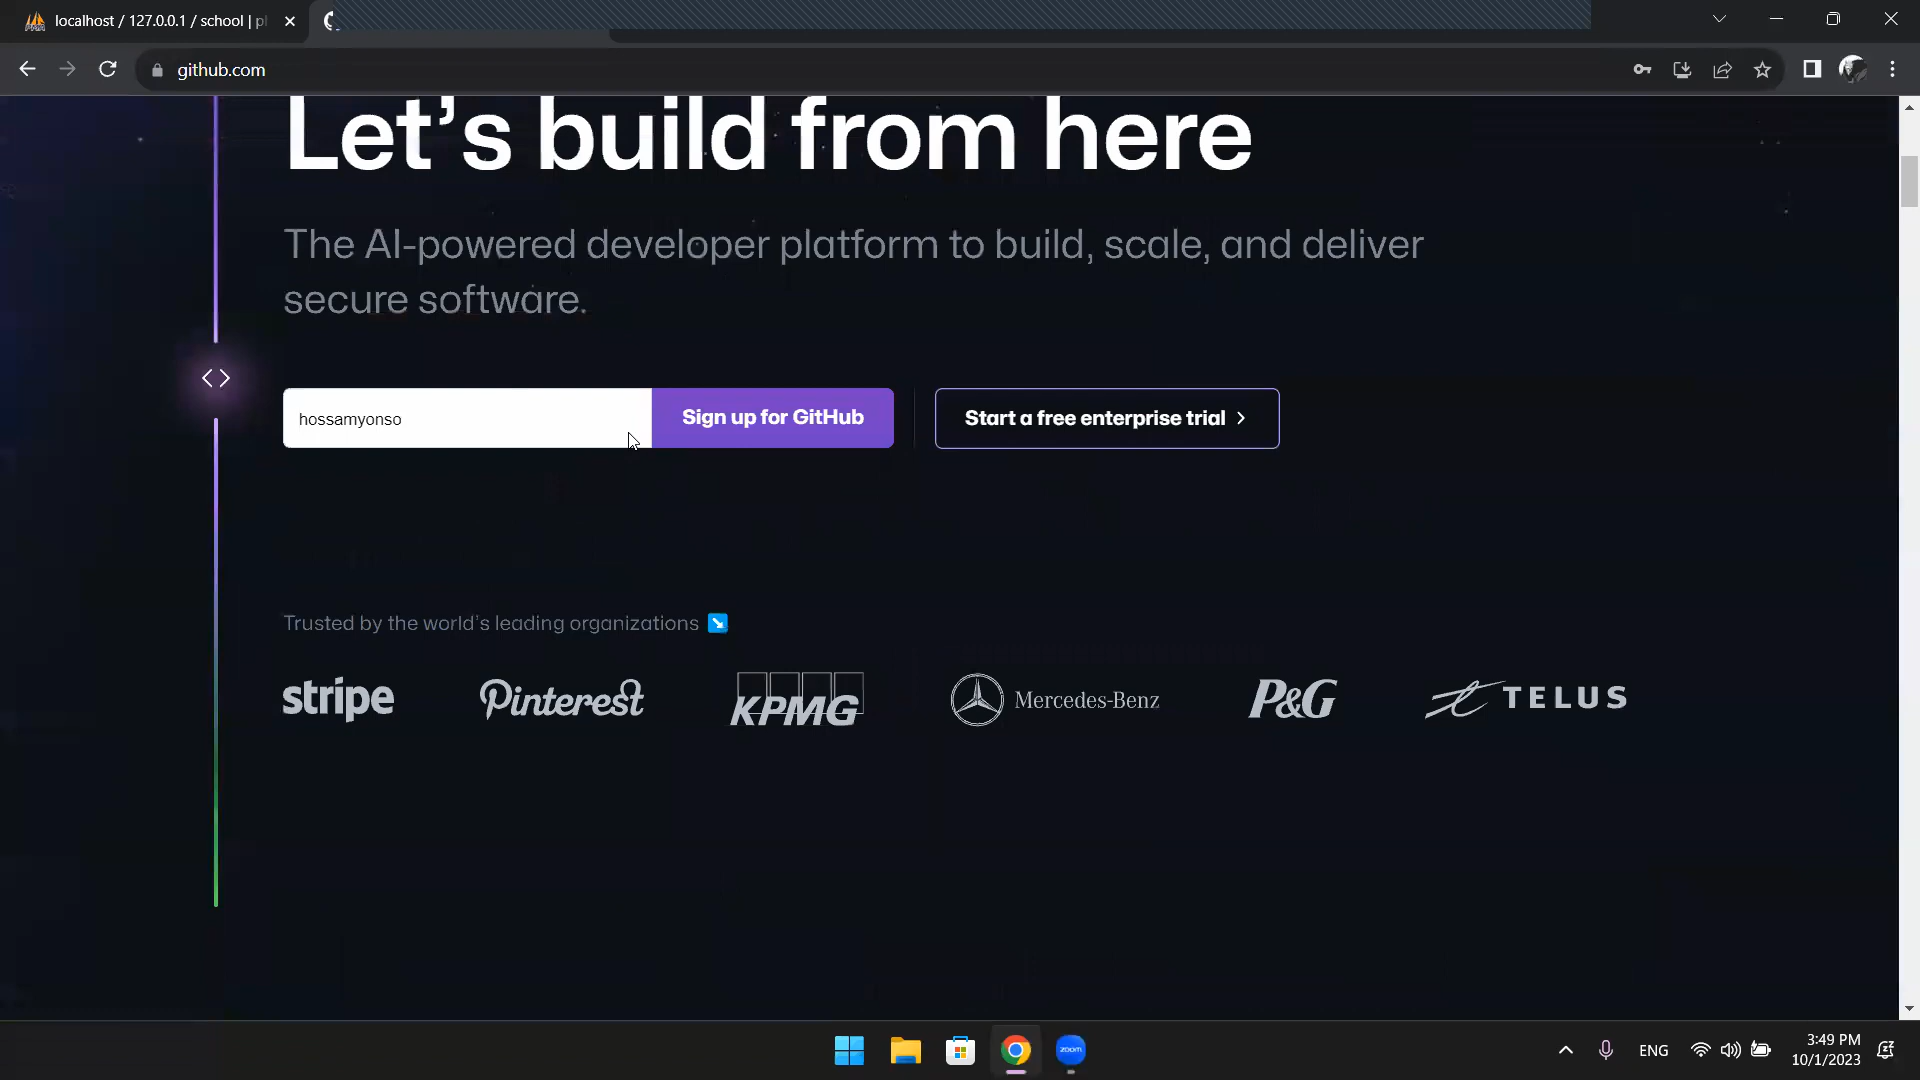 localhost / 127.0.0.1 / school | pl
github.com
Let's build from here
The AI-powered developer platform to build, scale, and deliver
secure software.
hossamyonso
Sign up for GitHub
Start a free enterprise trial
Trusted by the world's leading organizations
stripe
Pinterest
KPMG
Mercedes-Benz
P&G
TELUS
zoom
ENG
3:49 PM
10/1/2023